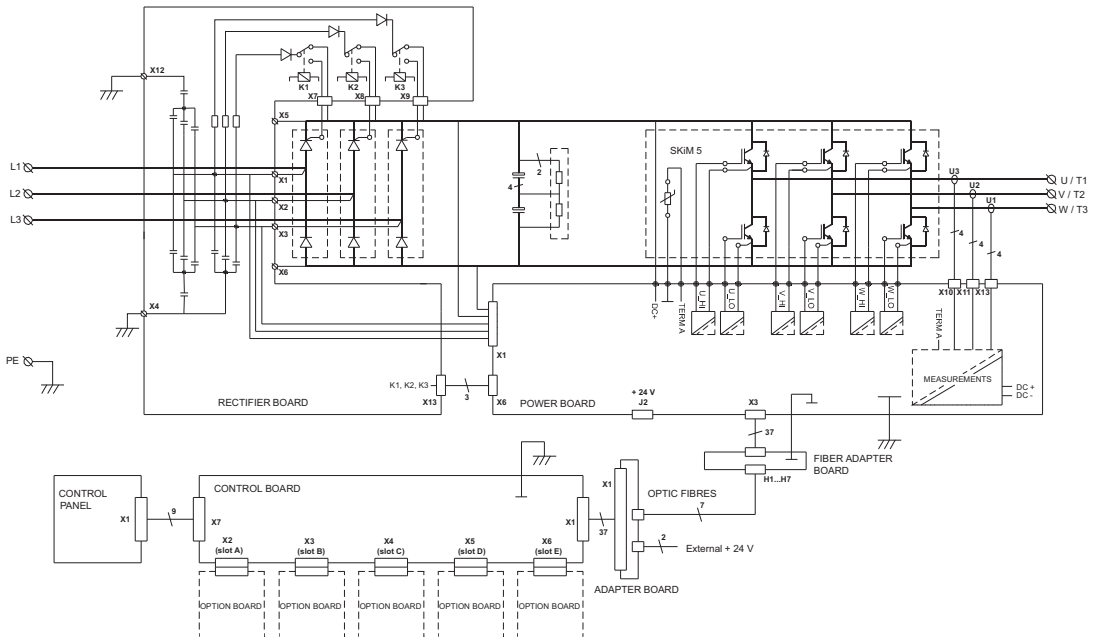 X12
K1
K2
K3
X7
X8
X9
X5
L1
X1
L2
X2
L3
X3
X6
X4
PE
2
4
SKiM 5
U3
U2
U1
U / T1
V / T2
W / T3
4
4
4
X10
X11
X13
DC+
TERM A
U_HI
U_LO
V_HI
V_LO
W_HI
W_LO
TERM A
MEASUREMENTS
DC +
DC -
X1
K1, K2, K3
X13
3
X6
RECTIFIER BOARD
POWER BOARD
+ 24 V
J2
X3
37
FIBER ADAPTER
BOARD
H1...H7
CONTROL
PANEL
X1
9
X7
CONTROL BOARD
X2
(slot A)
X3
(slot B)
X4
(slot C)
X5
(slot D)
X6
(slot E)
X1
37
X1
OPTIC FIBRES
7
2
External + 24 V
ADAPTER BOARD
OPTION BOARD
OPTION BOARD
OPTION BOARD
OPTION BOARD
OPTION BOARD